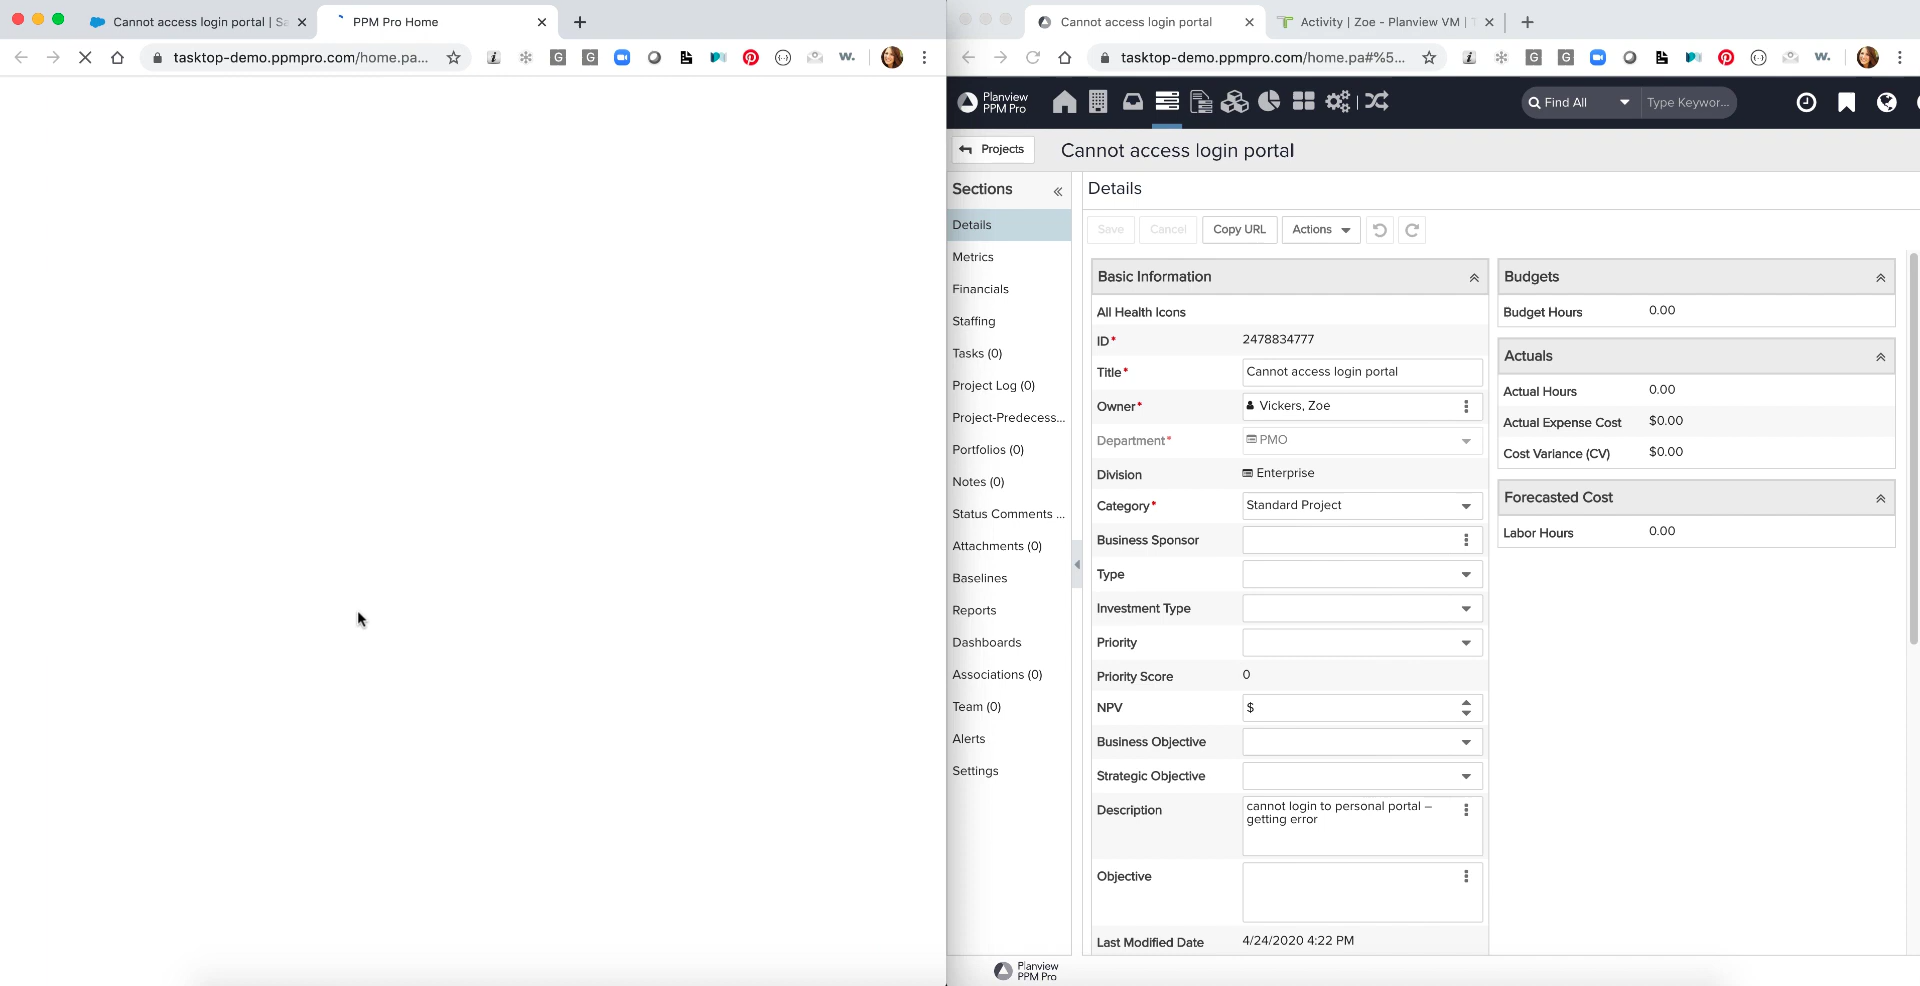 Cannot access login portal | Sa
PPM Pro Home
tasktop-demo.ppmpro.com/home.pa...
Cannot access login portal
Activity | Zoe - Planview VM |
tasktop-demo.ppmpro.com/home.pa#%5...
Planview
PPM Pro
Find All
Type Keywor...
Projects
Cannot access login portal
Sections
Details
Metrics
Financials
Staffing
Tasks (0)
Project Log (0)
Project-Predecess...
Portfolios (0)
Notes (0)
Status Comments ...
Attachments (0)
Baselines
Reports
Dashboards
Associations (0)
Team (0)
Alerts
Settings
Details
Save Cancel Copy URL Actions
Basic Information
All Health Icons
ID* 2478834777
Title* Cannot access login portal
Owner* Vickers, Zoe
Department* PMO
Division Enterprise
Category* Standard Project
Business Sponsor
Type
Investment Type
Priority
Priority Score 0
NPV $
Business Objective
Strategic Objective
Description cannot login to personal portal –
getting error
Objective
Last Modified Date 4/24/2020 4:22 PM
Budgets
Budget Hours 0.00
Actuals
Actual Hours 0.00
Actual Expense Cost $0.00
Cost Variance (CV) $0.00
Forecasted Cost
Labor Hours 0.00
Planview
PPM Pro